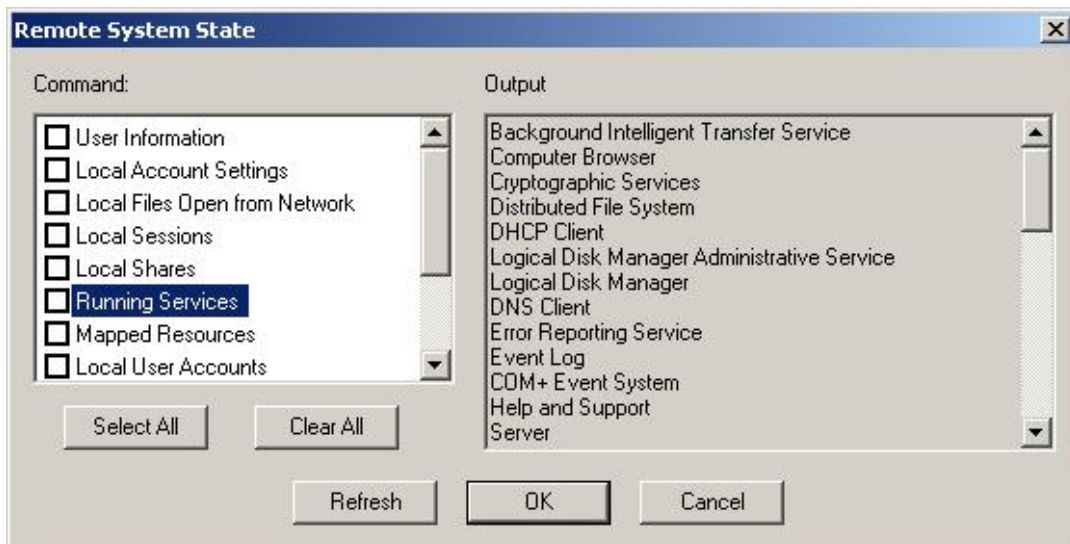 Remote System State
Command:
User Information
Local Account Settings
Local Files Open from Network
Local Sessions
Local Shares
Running Services
Mapped Resources
Local User Accounts
Select All
Clear All
Output
Background Intelligent Transfer Service
Computer Browser
Cryptographic Services
Distributed File System
DHCP Client
Logical Disk Manager Administrative Service
Logical Disk Manager
DNS Client
Error Reporting Service
Event Log
COM+ Event System
Help and Support
Server
Refresh
OK
Cancel